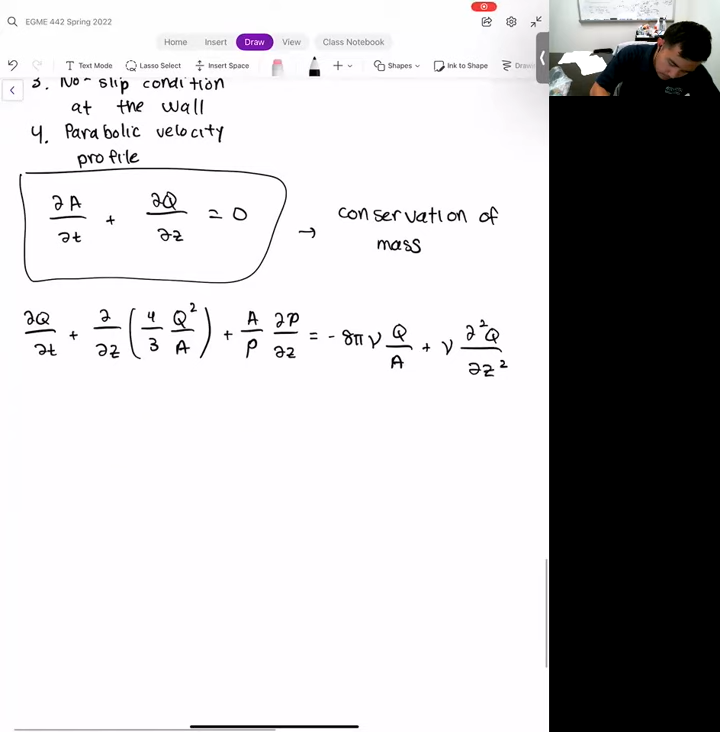 EGME 442 Spring 2022
Home Insert Draw View Class Notebook
Text Mode Lasso Select Insert Space Shapes Ink to Shape Drawi
3. No-slip condition
at the wall
4. Parabolic velocity
profile
∂A/∂t + ∂Q/∂z = 0 → conservation of
mass
∂Q/∂t + ∂/∂z (4/3 Q²/A) + A/ρ ∂P/∂z = -8πν Q/A + ν ∂²Q/∂z²